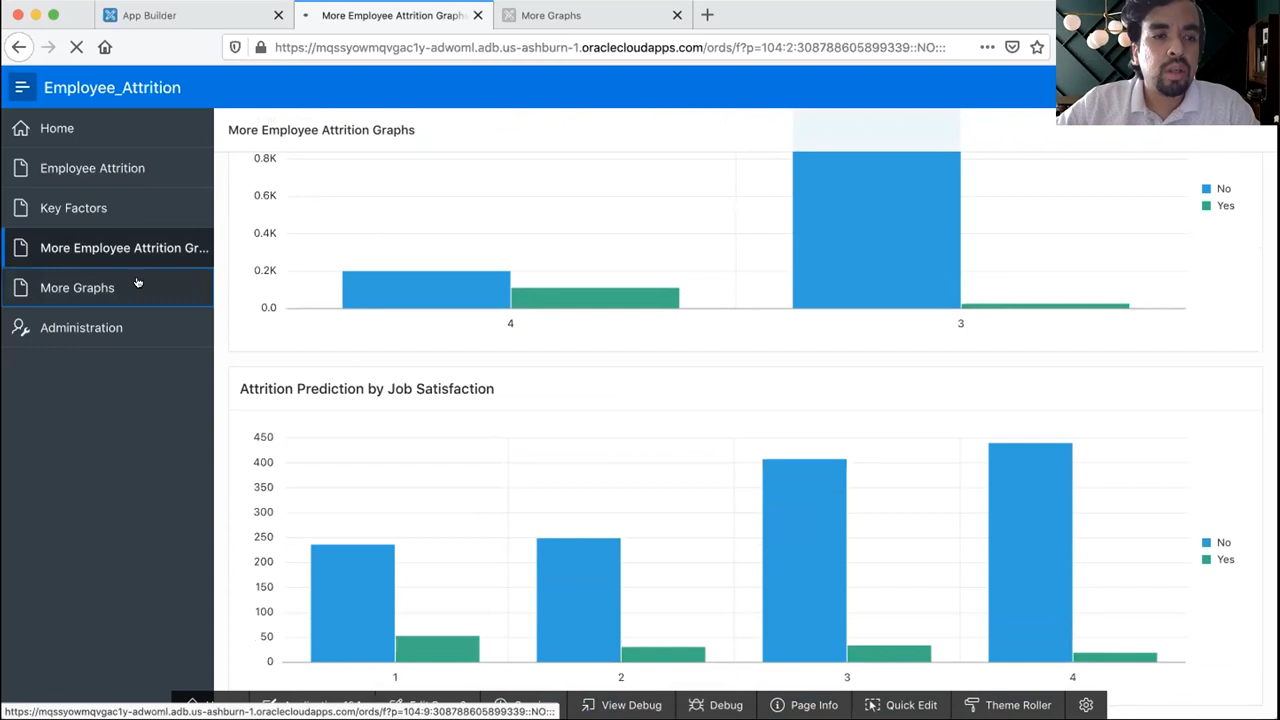 App Builder
More Employee Attrition Graphs
More Graphs
https://mqssyowmqvgac1y-adwoml.adb.us-ashburn-1.oraclecloudapps.com/ords/f?p=104:2:308788605899339::NO:::
Employee_Attrition
Home
Employee Attrition
Key Factors
More Employee Attrition Gr...
More Graphs
Administration
More Employee Attrition Graphs
0.8K
0.6K
0.4K
0.2K
0.0
4
3
No
Yes
Attrition Prediction by Job Satisfaction
450
400
350
300
250
200
150
100
50
0
1
2
3
4
No
Yes
View Debug
Debug
Page Info
Quick Edit
Theme Roller
https://mqssyowmqvgac1y-adwoml.adb.us-ashburn-1.oraclecloudapps.com/ords/f?p=104:9:308788605899339::NO:::